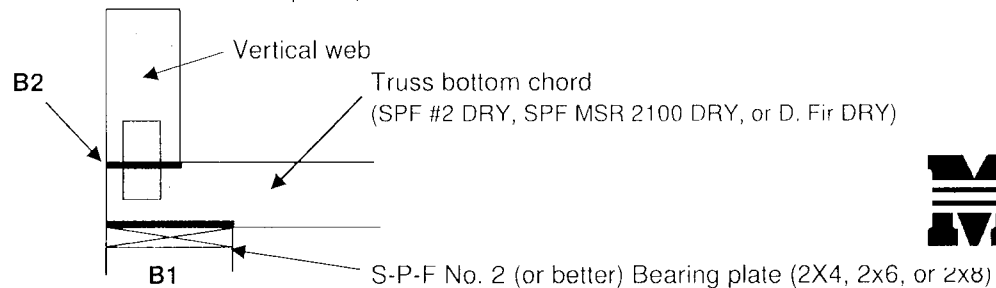 Vertical web
B2
Truss bottom chord
(SPF #2 DRY, SPF MSR 2100 DRY, or D. Fir DRY)
B1
S-P-F No. 2 (or better) Bearing plate (2X4, 2x6, or 2x8)